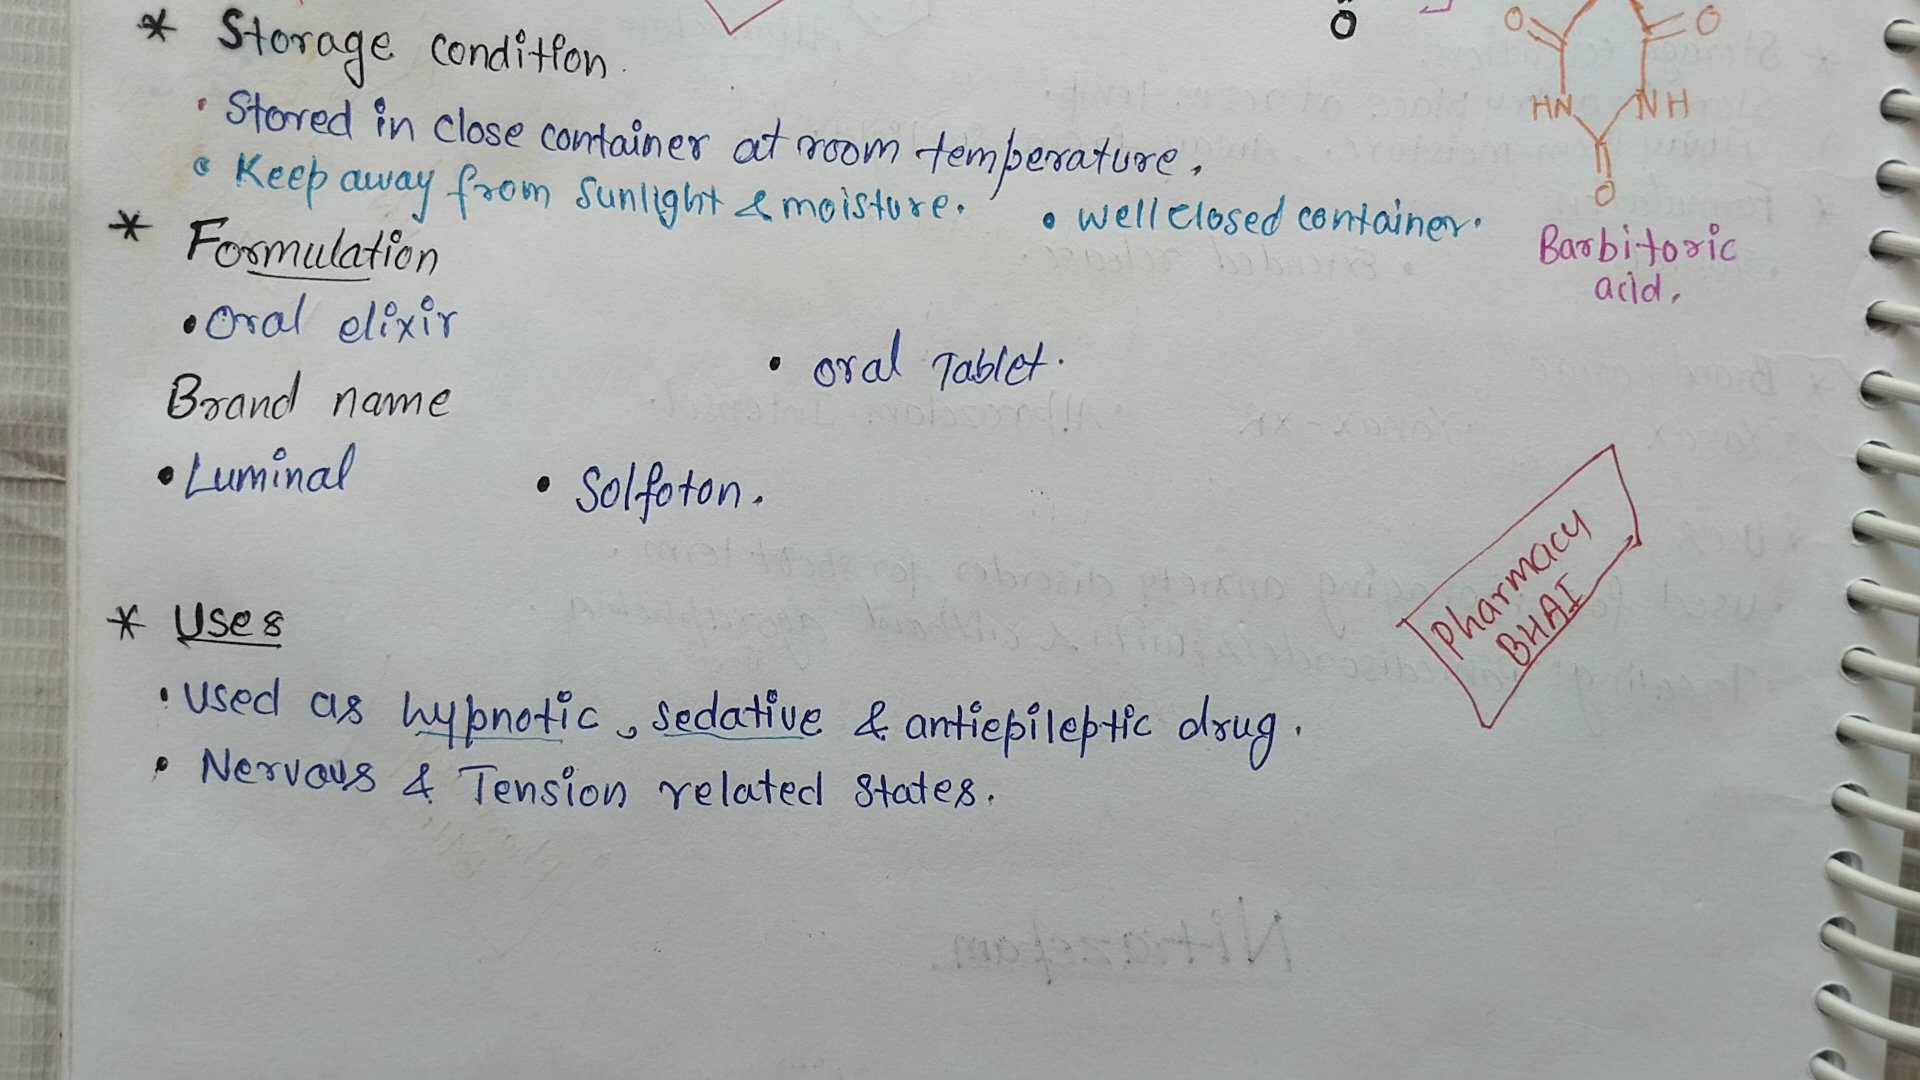 * Storage condition.
• Stored in close container at room temperature.
• Keep away from sunlight & moisture. • well closed container.
* Formulation
• Oral elixir
• oral Tablet.
Brand name
• Luminal • Solfoton.
* Uses
• used as hypnotic, sedative & antiepileptic drug.
• Nervous & Tension related states.
Ö
O O
HN NH
O
Barbitoric
acid.
Pharmacy
BHAI
Nitrazepam.